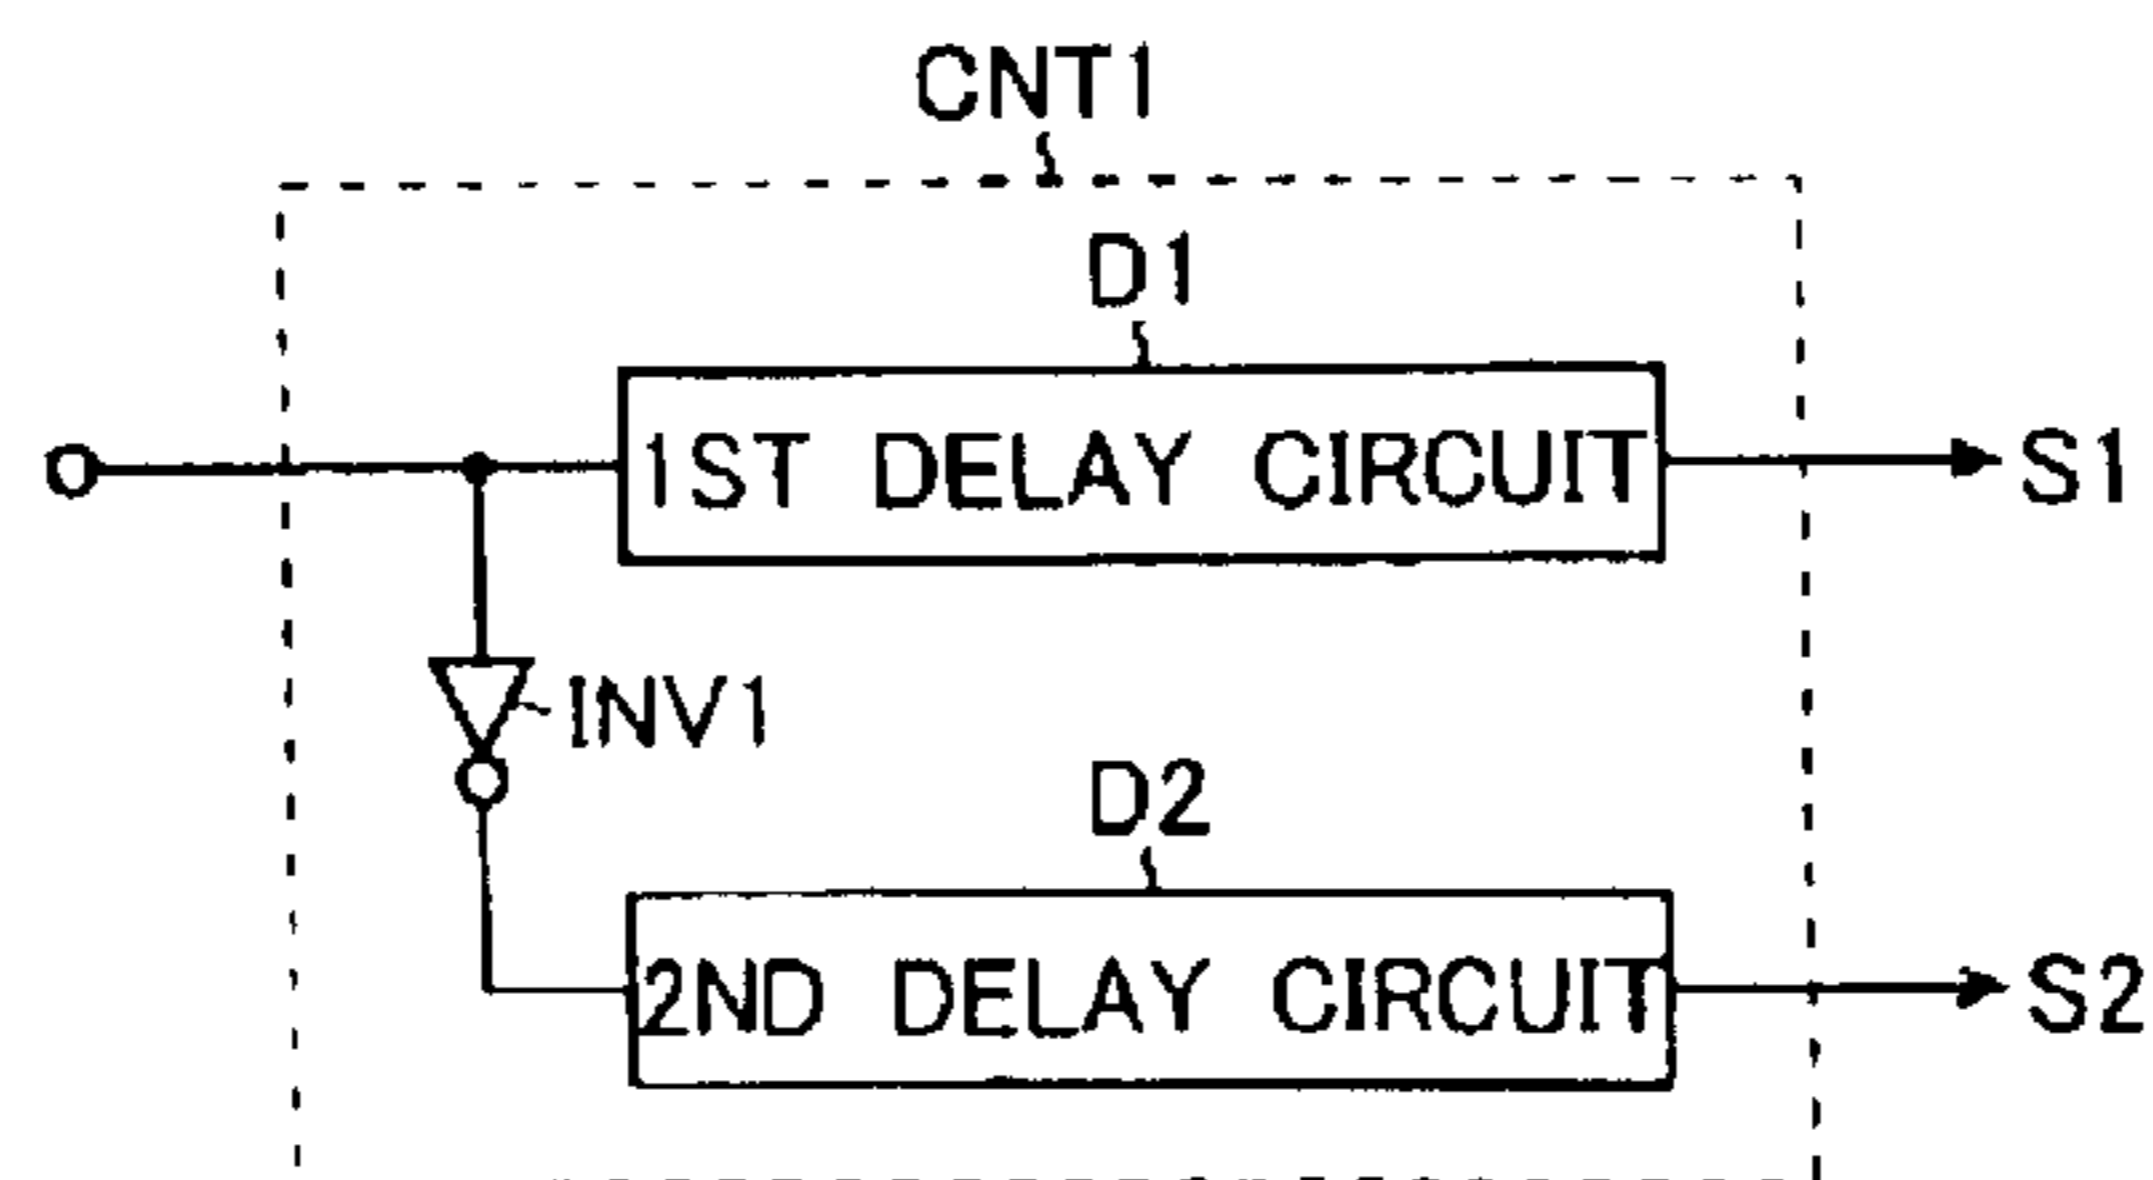 CNT1
D1
1ST DELAY CIRCUIT
S1
INV1
D2
2ND DELAY CIRCUIT
S2